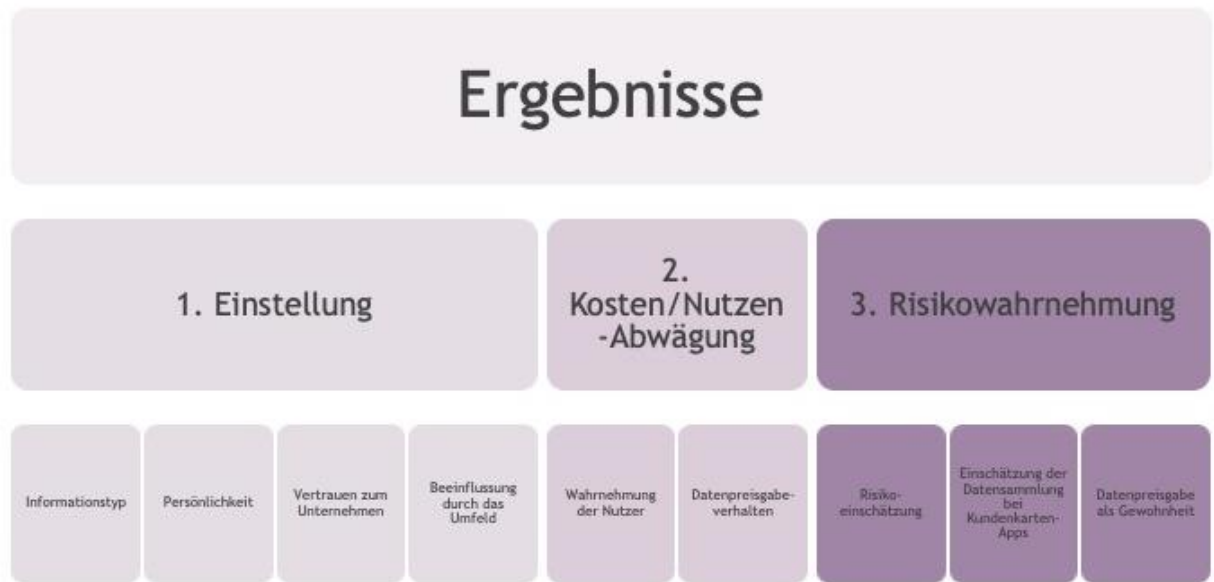 Ergebnisse
1. Einstellung
2.
Kosten/Nutzen
-Abwägung
3. Risikowahrnehmung
Informationstyp
Persönlichkeit
Vertrauen zum
Unternehmen
Beeinflussung
durch das
Umfeld
Wahrnehmung
der Nutzer
Datenpreisgabe-
verhalten
Risiko-
einschätzung
Einschätzung der
Datensammlung
bei
Kundenkarten-
Apps
Datenpreisgabe
als Gewohnheit